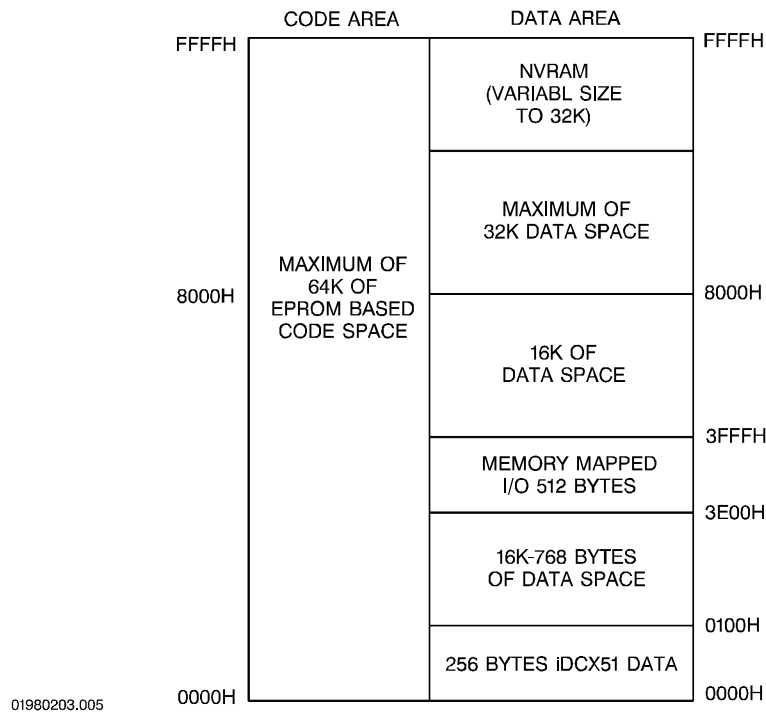 CODE AREA
DATA AREA
FFFFH
FFFFH
NVRAM
(VARIABL SIZE
TO 32K)
MAXIMUM OF
32K DATA SPACE
MAXIMUM OF
64K OF
EPROM BASED
CODE SPACE
8000H
8000H
16K OF
DATA SPACE
3FFFH
MEMORY MAPPED
I/O 512 BYTES
3E00H
16K-768 BYTES
OF DATA SPACE
0100H
256 BYTES iDCX51 DATA
0000H
0000H
01980203.005